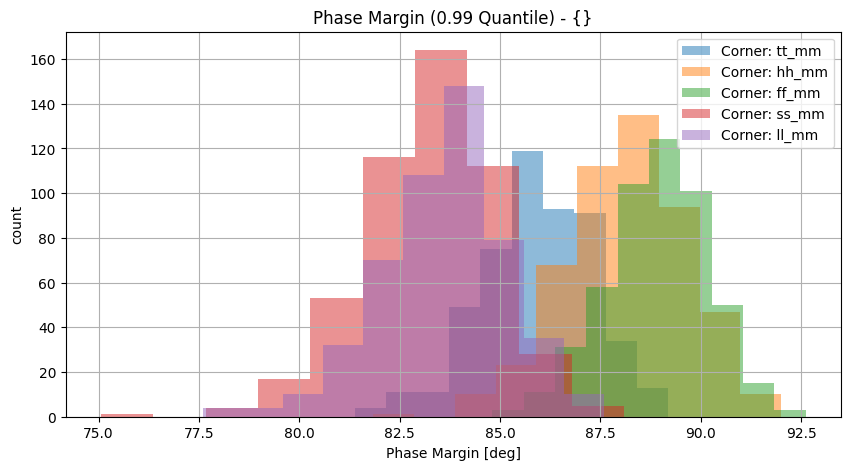 Phase Margin (0.99 Quantile) - {}
Corner: tt_mm
Corner: hh_mm
Corner: ff_mm
Corner: ss_mm
Corner: ll_mm
count
160
140
120
100
80
60
40
20
0
75.0 77.5 80.0 82.5 85.0 87.5 90.0 92.5
Phase Margin [deg]